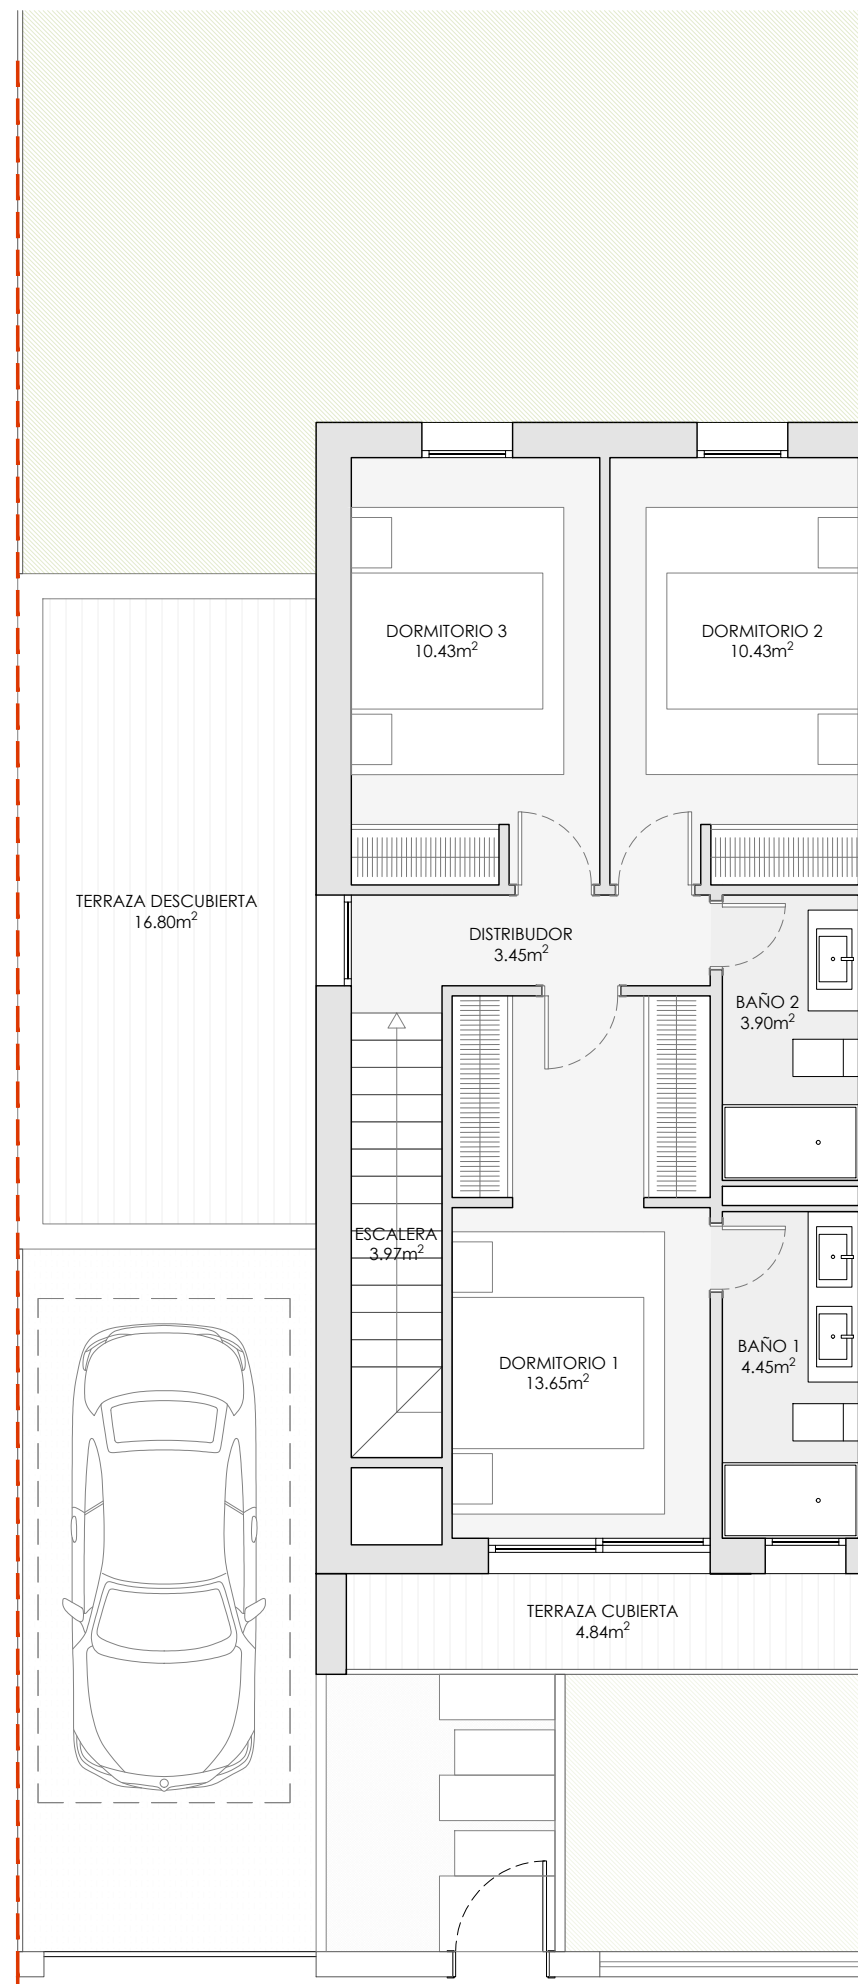 DORMITORIO 3
10.43m²
DORMITORIO 2
10.43m²
TERRAZA DESCUBIERTA
16.80m²
DISTRIBUDOR
3.45m²
BAÑO 2
3.90m²
ESCALERA
3.97m²
DORMITORIO 1
13.65m²
BAÑO 1
4.45m²
TERRAZA CUBIERTA
4.84m²